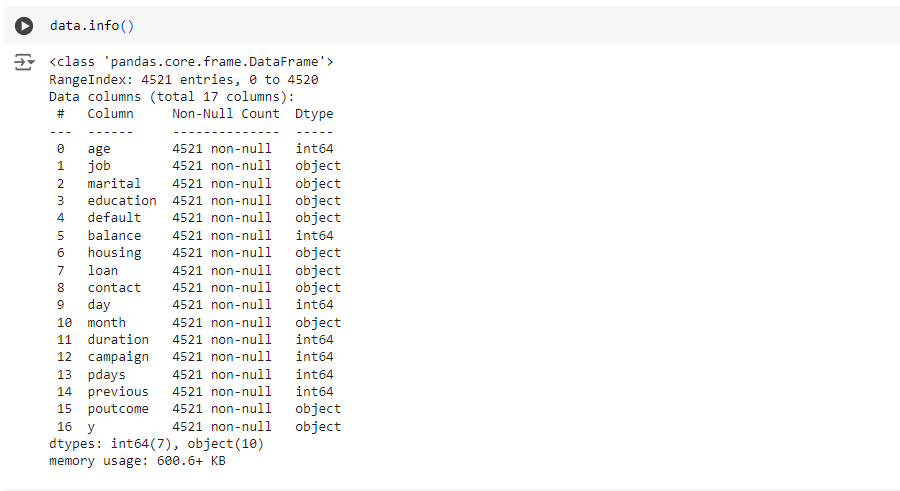 data.info()
<class 'pandas.core.frame.DataFrame'>
RangeIndex: 4521 entries, 0 to 4520
Data columns (total 17 columns):
 #   Column     Non-Null Count  Dtype
---  ------     --------------  -----
 0   age        4521 non-null   int64
 1   job        4521 non-null   object
 2   marital    4521 non-null   object
 3   education  4521 non-null   object
 4   default    4521 non-null   object
 5   balance    4521 non-null   int64
 6   housing    4521 non-null   object
 7   loan       4521 non-null   object
 8   contact    4521 non-null   object
 9   day        4521 non-null   int64
 10  month      4521 non-null   object
 11  duration   4521 non-null   int64
 12  campaign   4521 non-null   int64
 13  pdays      4521 non-null   int64
 14  previous   4521 non-null   int64
 15  poutcome   4521 non-null   object
 16  y          4521 non-null   object
dtypes: int64(7), object(10)
memory usage: 600.6+ KB